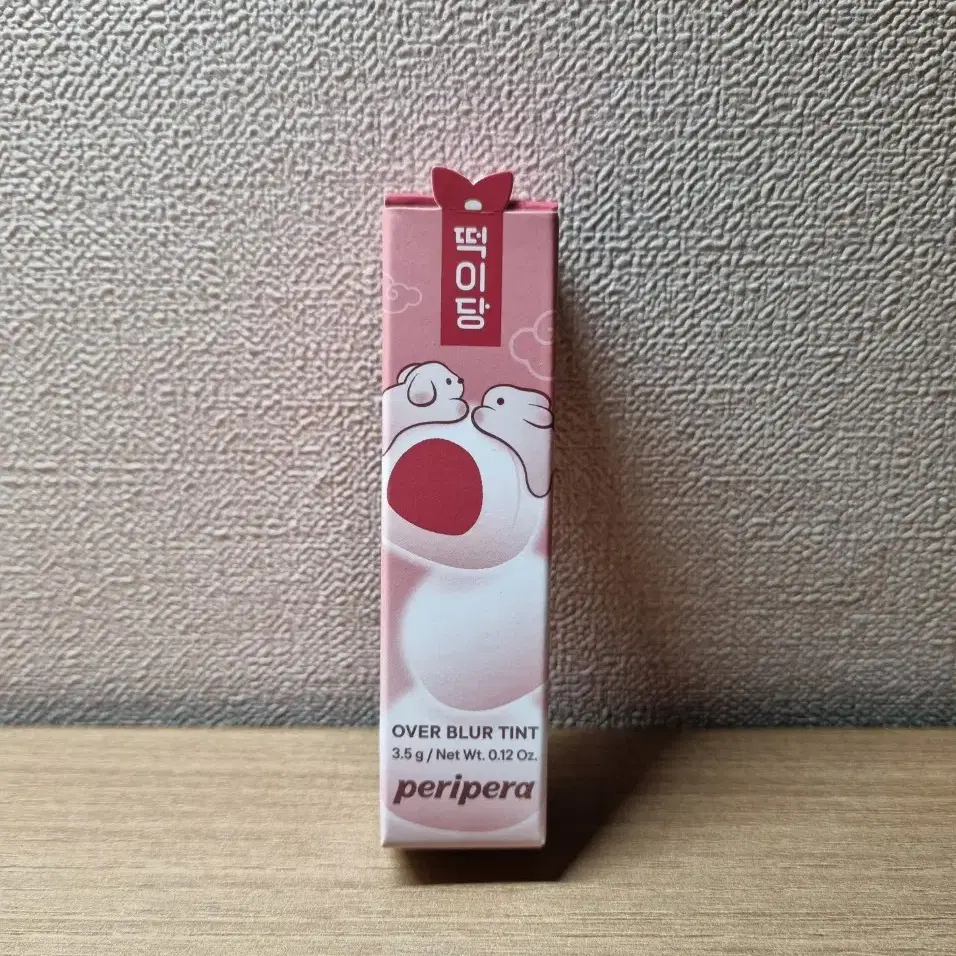 떡이당
OVER BLUR TINT
3.5 g / Net Wt. 0.12 Oz.
peripera